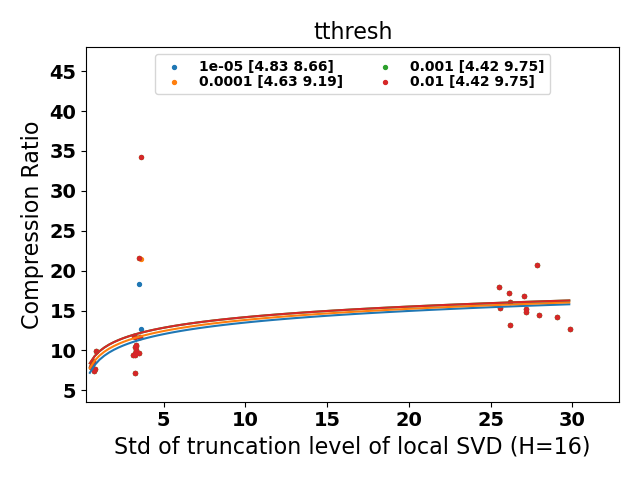 tthresh
1e-05 [4.83 8.66]
0.0001 [4.63 9.19]
0.001 [4.42 9.75]
0.01 [4.42 9.75]
Compression Ratio
45
40
35
30
25
20
15
10
5
5 10 15 20 25 30
Std of truncation level of local SVD (H=16)